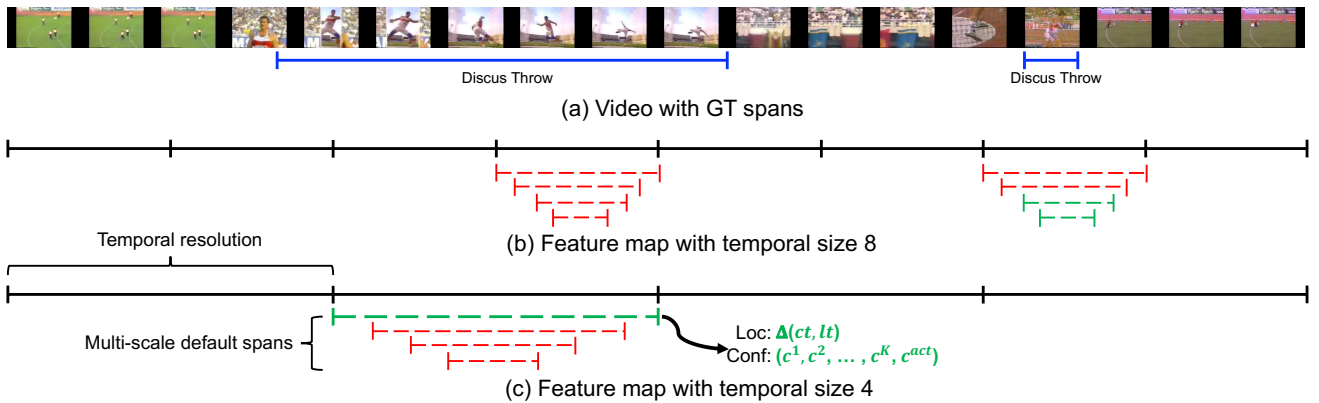 Discus Throw
Discus Throw
(a) Video with GT spans
(b) Feature map with temporal size 8
Temporal resolution
Multi-scale default spans
Loc: Δ(ct, lt)
Conf: (c¹, c², … , cᴷ, cᵃᶜᵗ)
(c) Feature map with temporal size 4